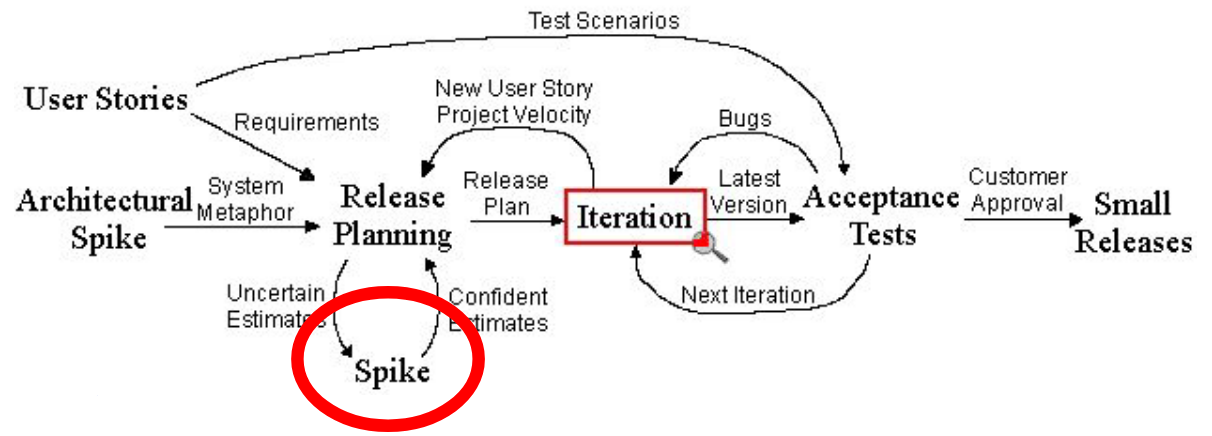 Test Scenarios
User Stories
New User Story
Project Velocity
Requirements
Bugs
Architectural
Spike
System
Metaphor
Release
Planning
Release
Plan
Iteration
Latest
Version
Acceptance
Tests
Customer
Approval
Small
Releases
Uncertain
Estimates
Confident
Estimates
Next Iteration
Spike